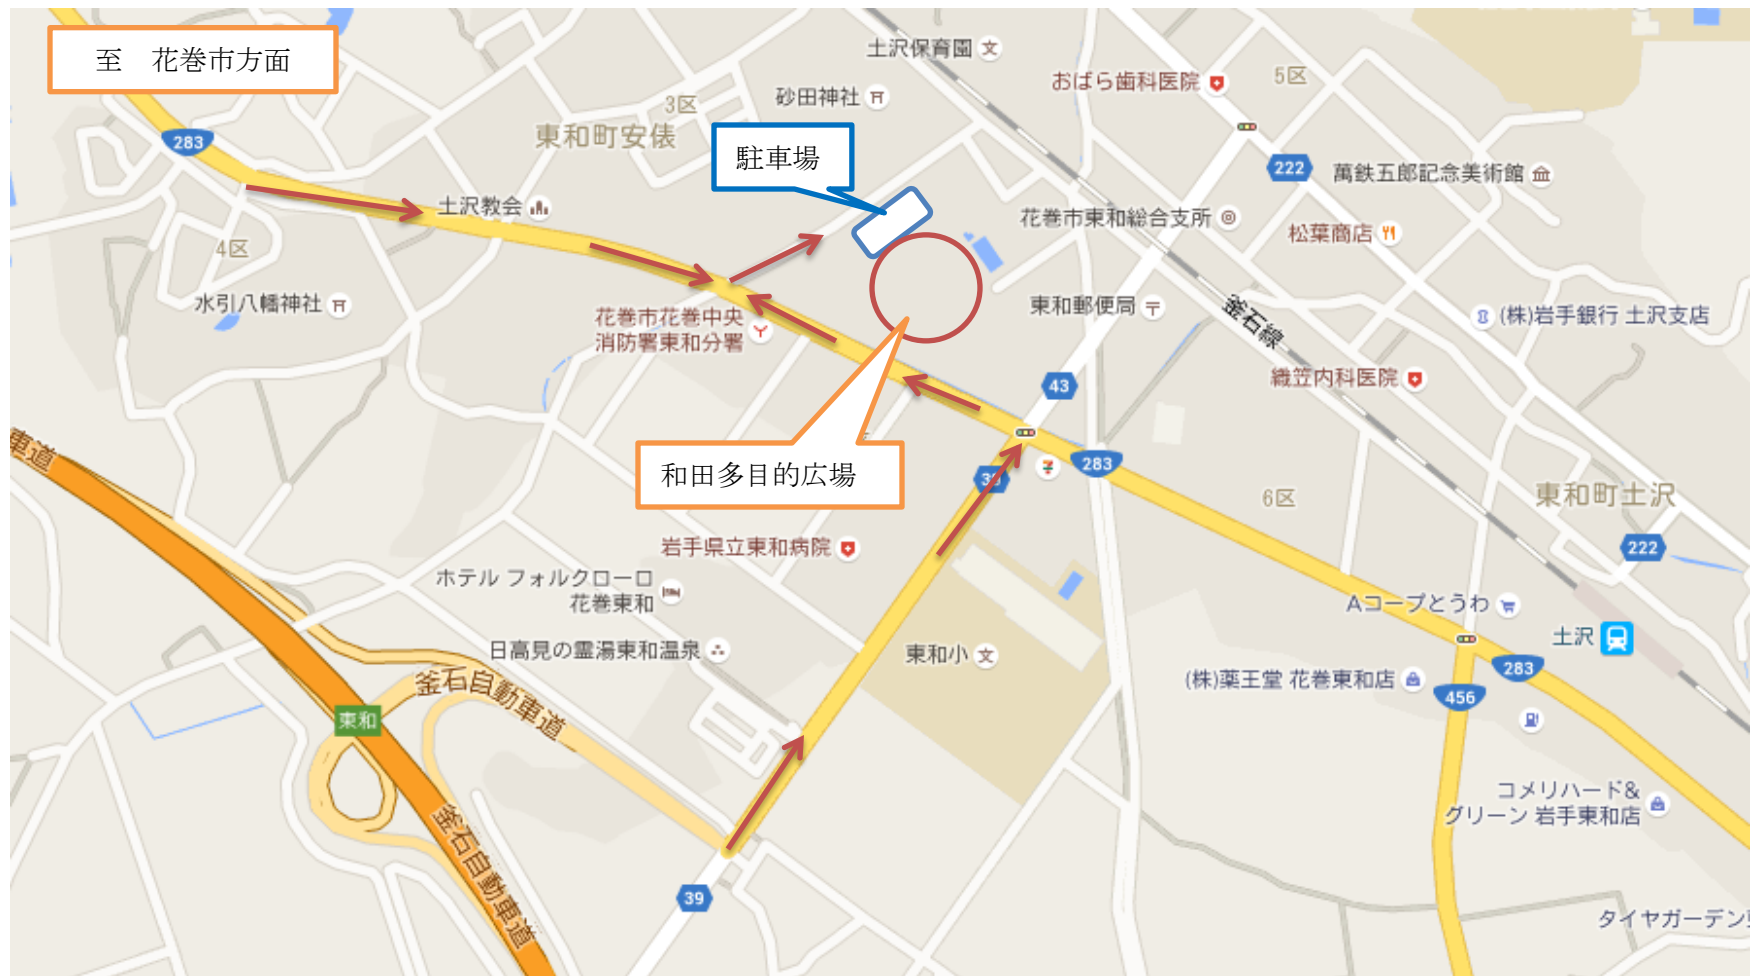 至　花巻市方面
土沢保育園
おばら歯科医院
5区
砂田神社
3区
東和町安俵
283
駐車場
222
萬鉄五郎記念美術館
土沢教会
花巻市東和総合支所
松葉商店
4区
水引八幡神社
花巻市花巻中央
消防署東和分署
東和郵便局
釜石線
(株)岩手銀行 土沢支店
織笠内科医院
43
車道
和田多目的広場
39
283
6区
東和町土沢
岩手県立東和病院
222
ホテル フォルクローロ
花巻東和
Aコープとうわ
土沢
日高見の霊湯東和温泉
東和小
283
(株)薬王堂 花巻東和店
456
釜石自動車道
東和
コメリハード&
グリーン 岩手東和店
釜石自動車道
39
タイヤガーデン